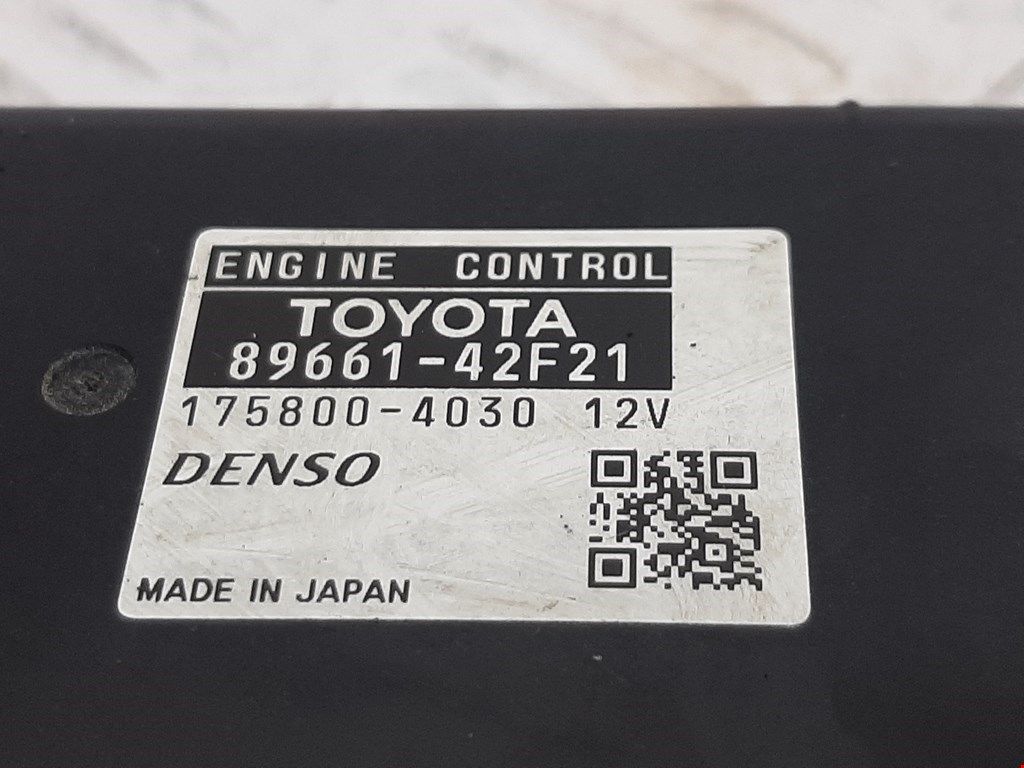 ENGINE CONTROL
TOYOTA
89661-42F21
175800-4030 12V
DENSO
MADE IN JAPAN